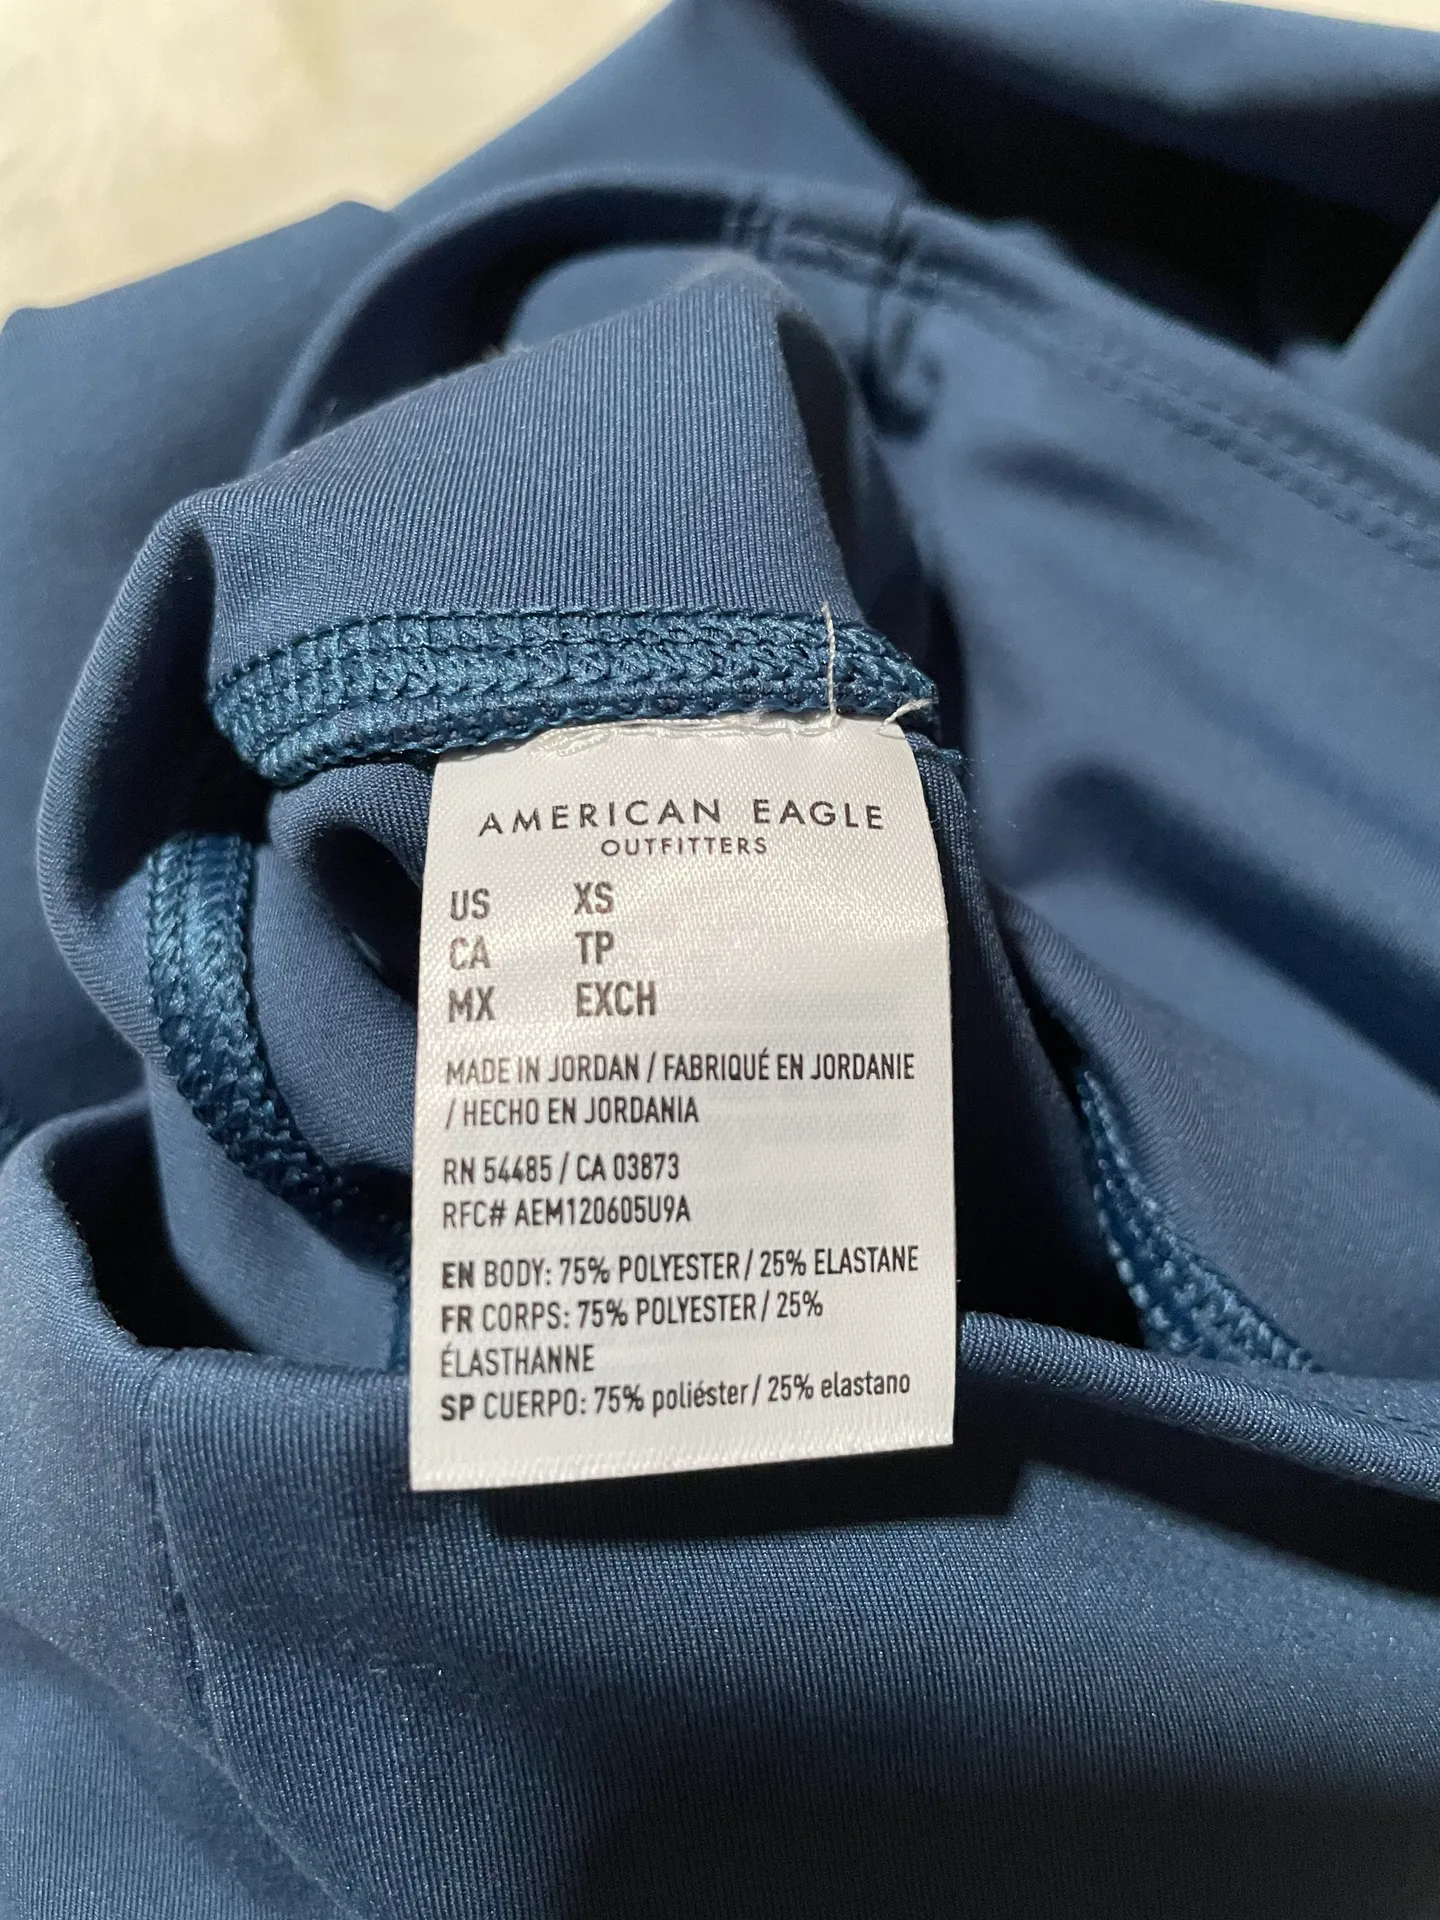 AMERICAN EAGLE
OUTFITTERS
US XS
CA TP
MX EXCH
MADE IN JORDAN / FABRIQUÉ EN JORDANIE
/ HECHO EN JORDANIA
RN 54485 / CA 03873
RFC# AEM120605U9A
EN BODY: 75% POLYESTER / 25% ELASTANE
FR CORPS: 75% POLYESTER / 25%
ÉLASTHANNE
SP CUERPO: 75% poliéster / 25% elastano